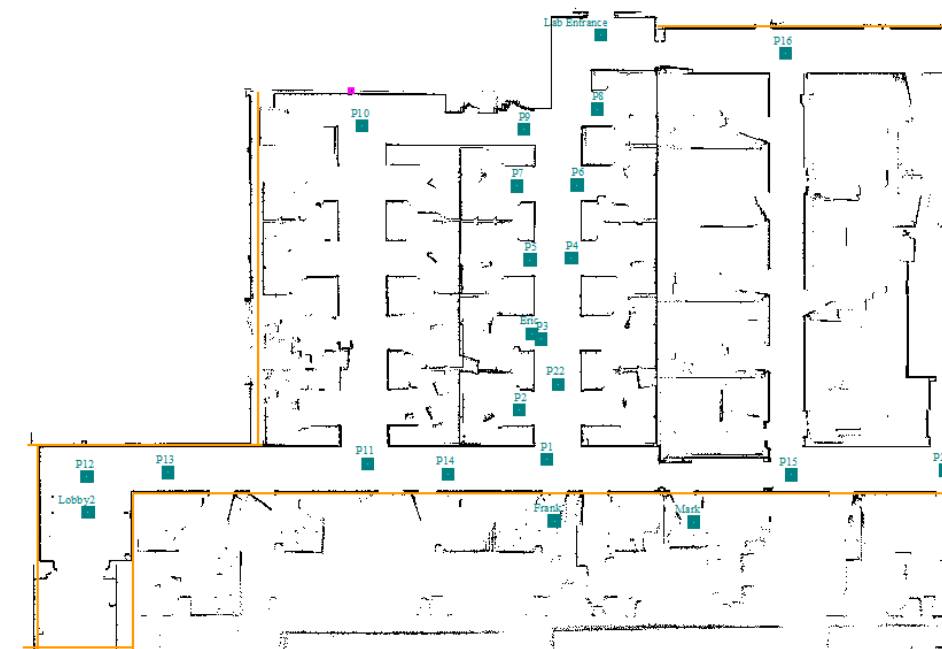 Lab Entrance
P16
P8
P10
P9
P7
P6
P5
P4
Eric
P3
P22
P2
P1
P12
P13
P11
P14
P15
Lobby2
Frank
Mark